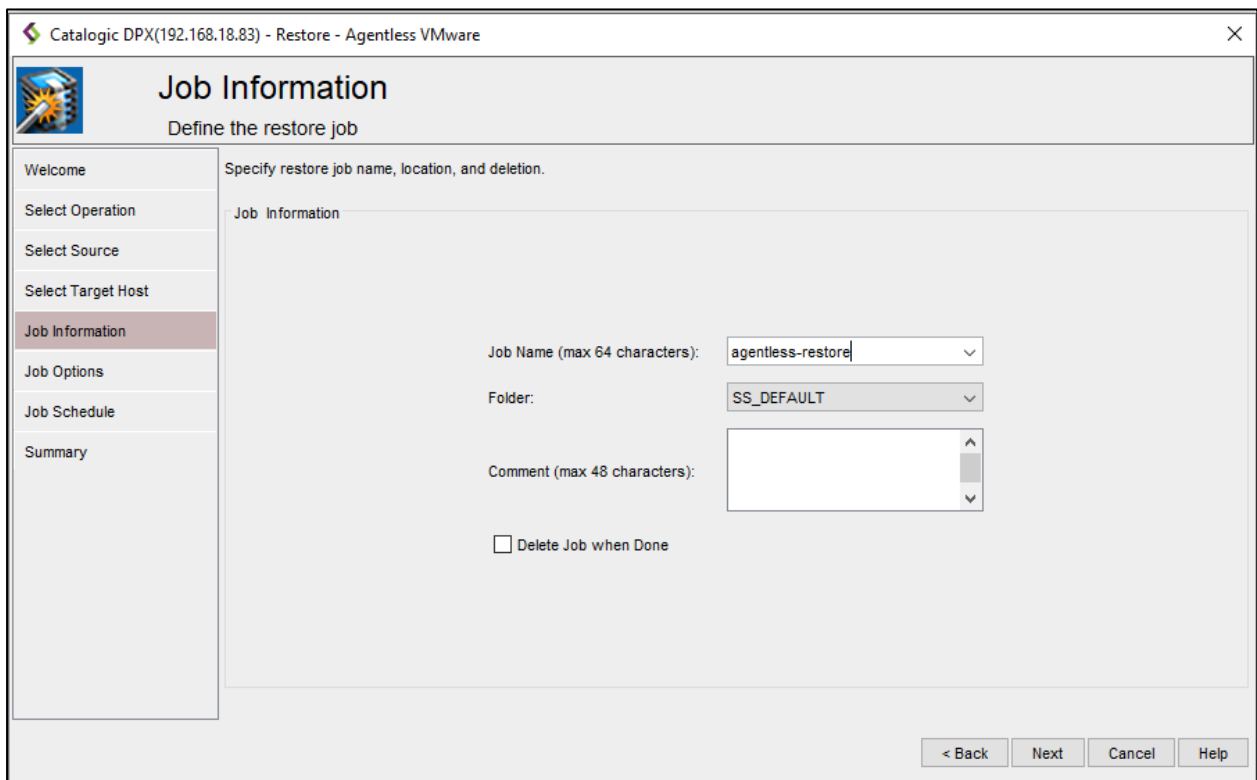 Catalogic DPX(192.168.18.83) - Restore - Agentless VMware
Job Information
Define the restore job
Welcome
Select Operation
Select Source
Select Target Host
Job Information
Job Options
Job Schedule
Summary
Specify restore job name, location, and deletion.
Job Information
Job Name (max 64 characters): agentless-restore
Folder: SS_DEFAULT
Comment (max 48 characters):
Delete Job when Done
< Back Next Cancel Help